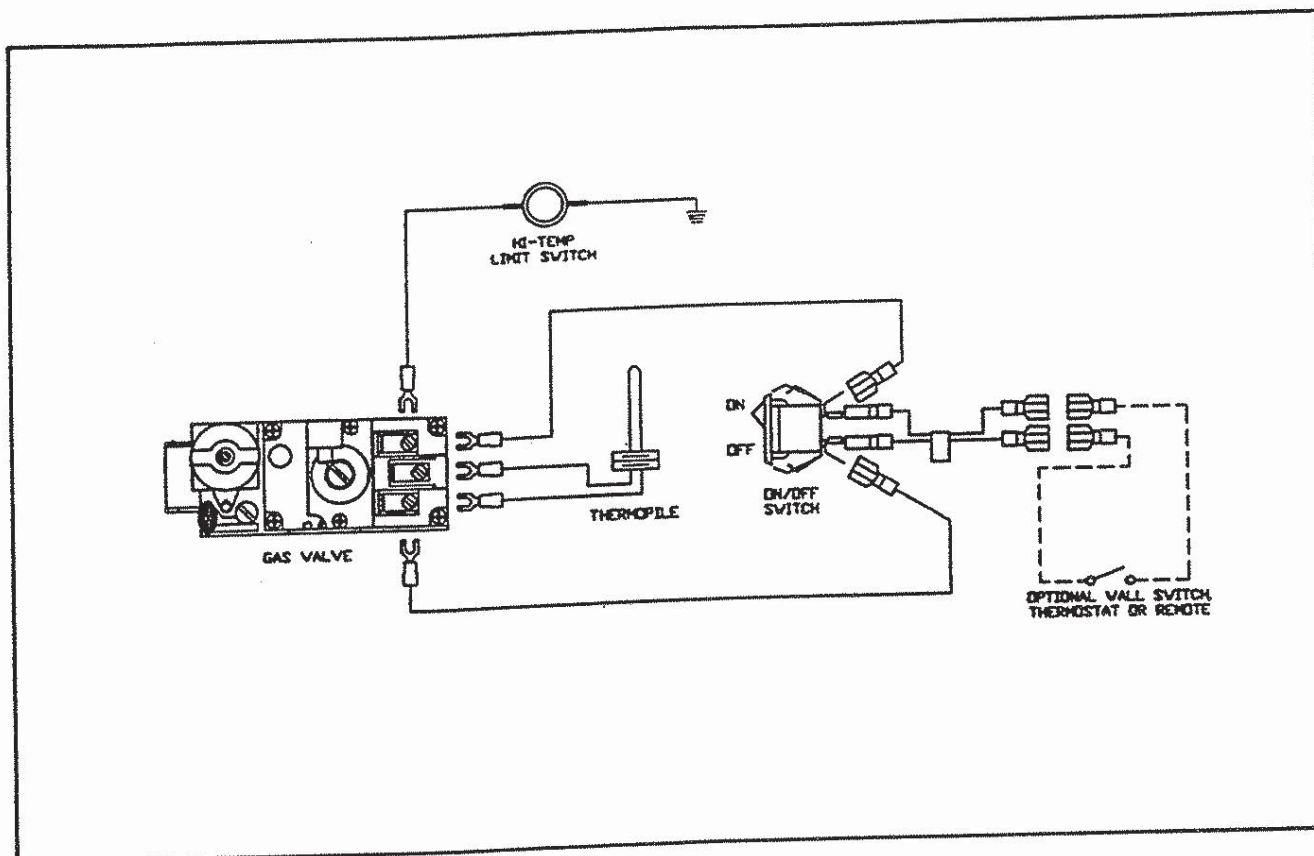 HI-TEMP
LIMIT SWITCH
ON
OFF
ON/OFF
SWITCH
THERMOPILE
GAS VALVE
OPTIONAL WALL SWITCH,
THERMOSTAT OR REMOTE